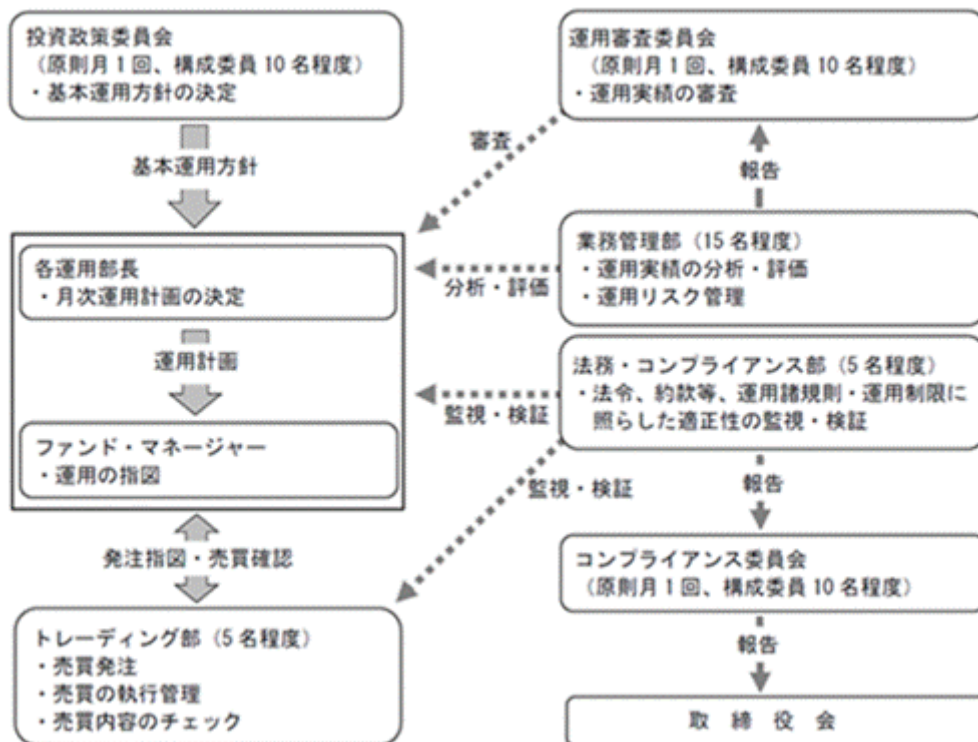 投資政策委員会
（原則月１回、構成委員 10 名程度）
・基本運用方針の決定
基本運用方針
各運用部長
・月次運用計画の決定
運用計画
ファンド・マネージャー
・運用の指図
発注指図・売買確認
トレーディング部（5 名程度）
・売買発注
・売買の執行管理
・売買内容のチェック
運用審査委員会
（原則月１回、構成委員 10 名程度）
・運用実績の審査
審査
報告
業務管理部（15 名程度）
・運用実績の分析・評価
・運用リスク管理
分析・評価
法務・コンプライアンス部（5 名程度）
・法令、約款等、運用諸規則・運用制限に
照らした適正性の監視・検証
監視・検証
監視・検証
報告
コンプライアンス委員会
（原則月１回、構成委員 10 名程度）
報告
取　締　役　会